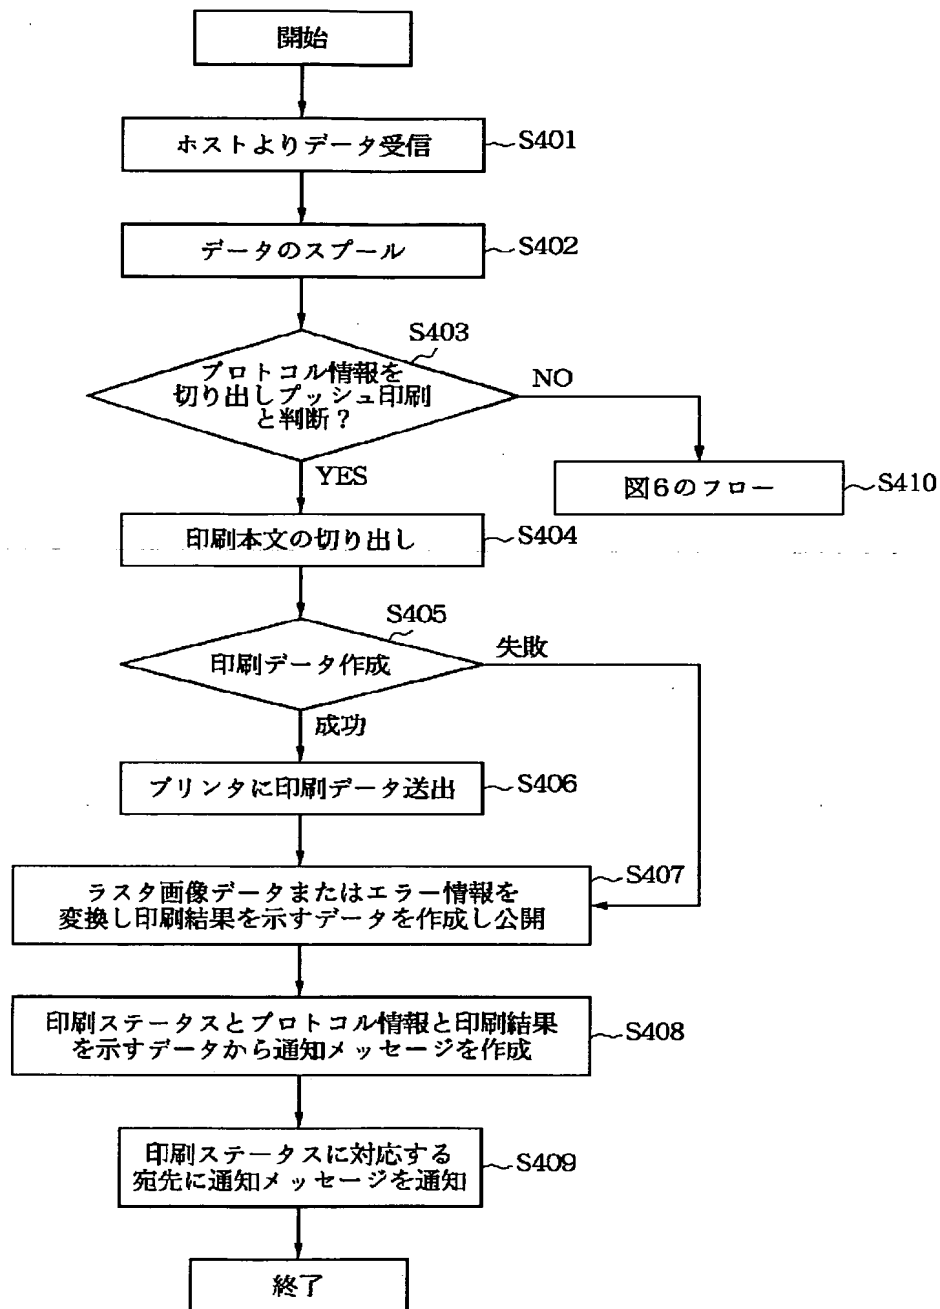 開始
ホストよりデータ受信
S401
データのスプール
S402
S403
プロトコル情報を
切り出しプッシュ印刷
と判断?
NO
YES
図6のフロー
S410
印刷本文の切り出し
S404
S405
印刷データ作成
失敗
成功
プリンタに印刷データ送出
S406
ラスタ画像データまたはエラー情報を
変換し印刷結果を示すデータを作成し公開
S407
印刷ステータスとプロトコル情報と印刷結果
を示すデータから通知メッセージを作成
S408
印刷ステータスに対応する
宛先に通知メッセージを通知
S409
終了